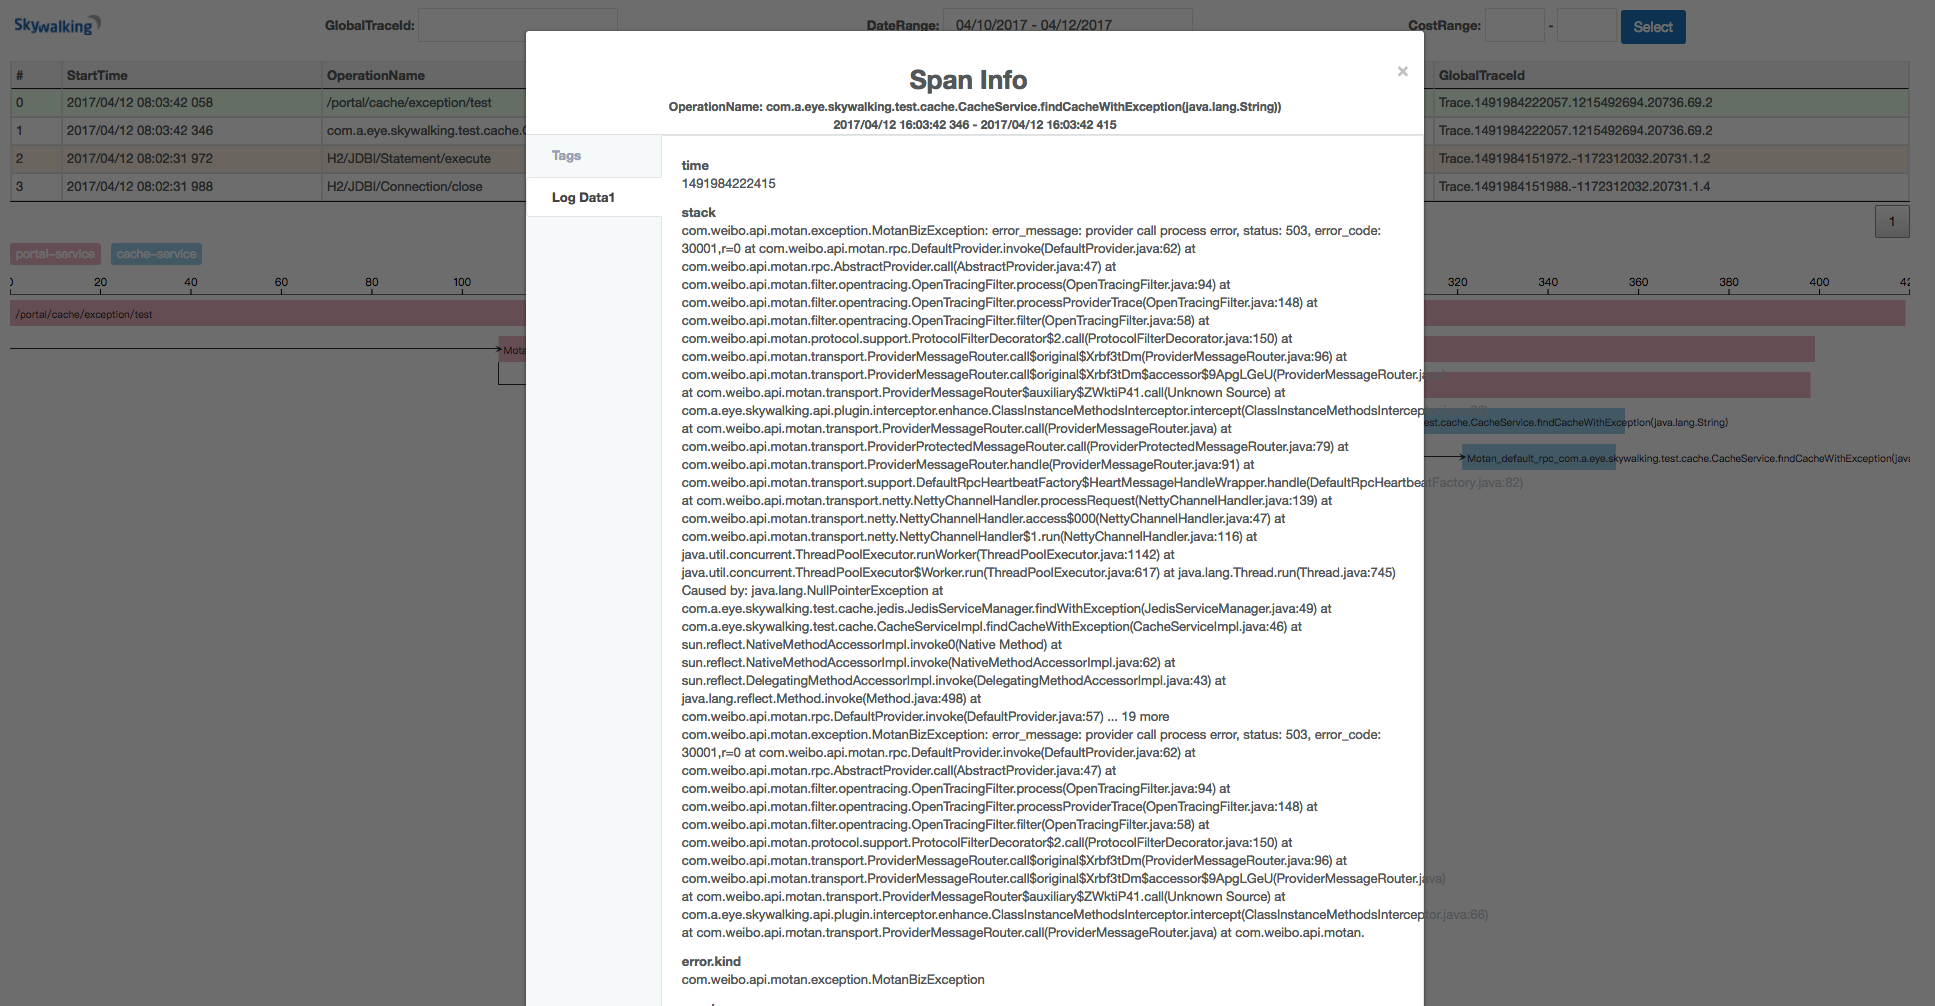 Skywalking
GlobalTraceId:
DateRange: 04/10/2017 - 04/12/2017
CostRange: -
Select
# StartTime OperationName GlobalTraceId
0 2017/04/12 08:03:42 058 /portal/cache/exception/test Trace.1491984222057.1215492694.20736.69.2
1 2017/04/12 08:03:42 346 com.a.eye.skywalking.test.cache. Trace.1491984222057.1215492694.20736.69.2
2 2017/04/12 08:02:31 972 H2/JDBI/Statement/execute Trace.1491984151972.-1172312032.20731.1.2
3 2017/04/12 08:02:31 988 H2/JDBI/Connection/close Trace.1491984151988.-1172312032.20731.1.4
1
portal-service cache-service
20 40 60 80 100 320 340 360 380 400
/portal/cache/exception/test
Mota
est.cache.CacheService.findCacheWithException(java.lang.String)
Motan_default_rpc_com.a.eye.skywalking.test.cache.CacheService.findCacheWithException(java
Span Info
×
OperationName: com.a.eye.skywalking.test.cache.CacheService.findCacheWithException(java.lang.String))
2017/04/12 16:03:42 346 - 2017/04/12 16:03:42 415
Tags
Log Data1
time
1491984222415
stack
com.weibo.api.motan.exception.MotanBizException: error_message: provider call process error, status: 503, error_code:
30001,r=0 at com.weibo.api.motan.rpc.DefaultProvider.invoke(DefaultProvider.java:62) at
com.weibo.api.motan.rpc.AbstractProvider.call(AbstractProvider.java:47) at
com.weibo.api.motan.filter.opentracing.OpenTracingFilter.process(OpenTracingFilter.java:94) at
com.weibo.api.motan.filter.opentracing.OpenTracingFilter.processProviderTrace(OpenTracingFilter.java:148) at
com.weibo.api.motan.filter.opentracing.OpenTracingFilter.filter(OpenTracingFilter.java:58) at
com.weibo.api.motan.protocol.support.ProtocolFilterDecorator$2.call(ProtocolFilterDecorator.java:150) at
com.weibo.api.motan.transport.ProviderMessageRouter.call$original$Xrbf3tDm(ProviderMessageRouter.java:96) at
com.weibo.api.motan.transport.ProviderMessageRouter.call$original$Xrbf3tDm$accessor$9ApgLGeU(ProviderMessageRouter.ja
at com.weibo.api.motan.transport.ProviderMessageRouter$auxiliary$ZWktiP41.call(Unknown Source) at
com.a.eye.skywalking.api.plugin.interceptor.enhance.ClassInstanceMethodsInterceptor.intercept(ClassInstanceMethodsIntercep
at com.weibo.api.motan.transport.ProviderMessageRouter.call(ProviderMessageRouter.java) at
com.weibo.api.motan.transport.ProviderProtectedMessageRouter.call(ProviderProtectedMessageRouter.java:79) at
com.weibo.api.motan.transport.ProviderMessageRouter.handle(ProviderMessageRouter.java:91) at
com.weibo.api.motan.transport.support.DefaultRpcHeartbeatFactory$HeartMessageHandleWrapper.handle(DefaultRpcHeartbeatFactory.java:82)
at com.weibo.api.motan.transport.netty.NettyChannelHandler.processRequest(NettyChannelHandler.java:139) at
com.weibo.api.motan.transport.netty.NettyChannelHandler.access$000(NettyChannelHandler.java:47) at
com.weibo.api.motan.transport.netty.NettyChannelHandler$1.run(NettyChannelHandler.java:116) at
java.util.concurrent.ThreadPoolExecutor.runWorker(ThreadPoolExecutor.java:1142) at
java.util.concurrent.ThreadPoolExecutor$Worker.run(ThreadPoolExecutor.java:617) at java.lang.Thread.run(Thread.java:745)
Caused by: java.lang.NullPointerException at
com.a.eye.skywalking.test.cache.jedis.JedisServiceManager.findWithException(JedisServiceManager.java:49) at
com.a.eye.skywalking.test.cache.CacheServiceImpl.findCacheWithException(CacheServiceImpl.java:46) at
sun.reflect.NativeMethodAccessorImpl.invoke0(Native Method) at
sun.reflect.NativeMethodAccessorImpl.invoke(NativeMethodAccessorImpl.java:62) at
sun.reflect.DelegatingMethodAccessorImpl.invoke(DelegatingMethodAccessorImpl.java:43) at
java.lang.reflect.Method.invoke(Method.java:498) at
com.weibo.api.motan.rpc.DefaultProvider.invoke(DefaultProvider.java:57) ... 19 more
com.weibo.api.motan.exception.MotanBizException: error_message: provider call process error, status: 503, error_code:
30001,r=0 at com.weibo.api.motan.rpc.DefaultProvider.invoke(DefaultProvider.java:62) at
com.weibo.api.motan.rpc.AbstractProvider.call(AbstractProvider.java:47) at
com.weibo.api.motan.filter.opentracing.OpenTracingFilter.process(OpenTracingFilter.java:94) at
com.weibo.api.motan.filter.opentracing.OpenTracingFilter.processProviderTrace(OpenTracingFilter.java:148) at
com.weibo.api.motan.filter.opentracing.OpenTracingFilter.filter(OpenTracingFilter.java:58) at
com.weibo.api.motan.protocol.support.ProtocolFilterDecorator$2.call(ProtocolFilterDecorator.java:150) at
com.weibo.api.motan.transport.ProviderMessageRouter.call$original$Xrbf3tDm(ProviderMessageRouter.java:96) at
com.weibo.api.motan.transport.ProviderMessageRouter.call$original$Xrbf3tDm$accessor$9ApgLGeU(ProviderMessageRouter.java)
at com.weibo.api.motan.transport.ProviderMessageRouter$auxiliary$ZWktiP41.call(Unknown Source) at
com.a.eye.skywalking.api.plugin.interceptor.enhance.ClassInstanceMethodsInterceptor.intercept(ClassInstanceMethodsInterceptor.java:66)
at com.weibo.api.motan.transport.ProviderMessageRouter.call(ProviderMessageRouter.java) at com.weibo.api.motan.
error.kind
com.weibo.api.motan.exception.MotanBizException